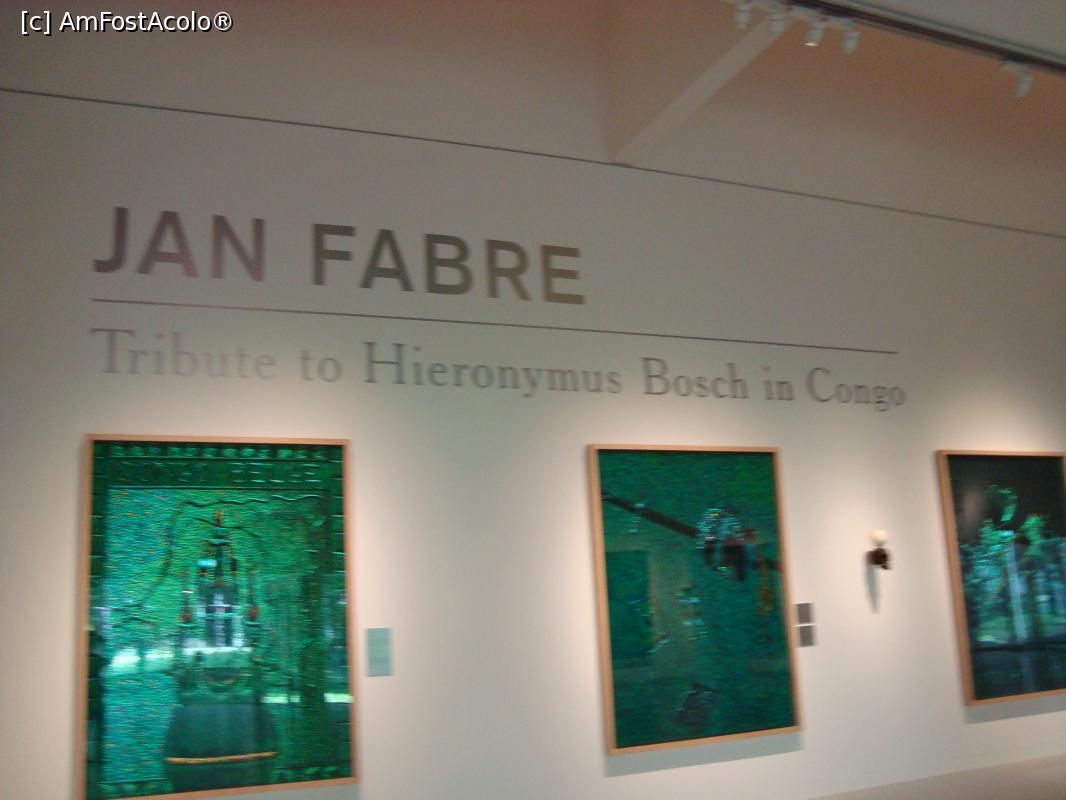 [c] AmFostAcolo®
JAN FABRE
Tribute to Hieronymus Bosch in Congo